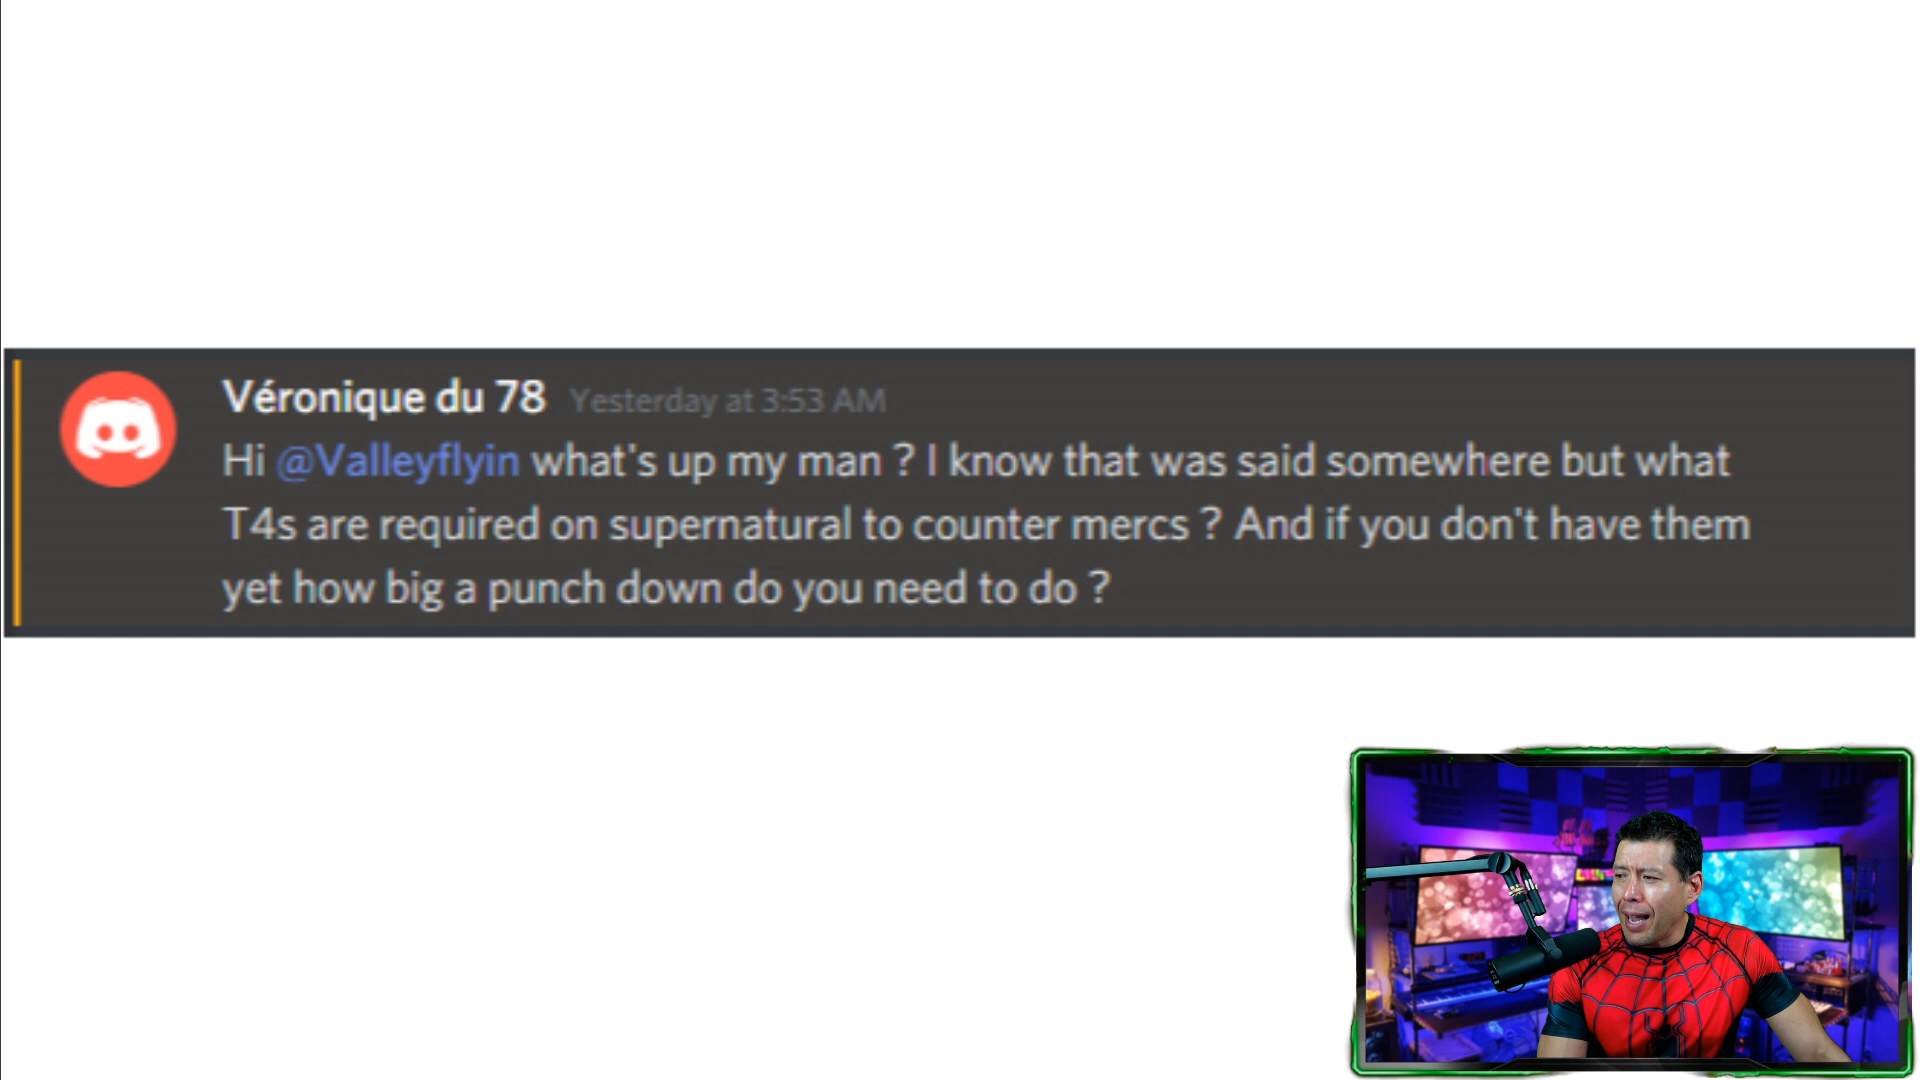 Véronique du 78 Yesterday at 3:53 AM
Hi @Valleyflyin what's up my man ? I know that was said somewhere but what
T4s are required on supernatural to counter mercs ? And if you don't have them
yet how big a punch down do you need to do ?